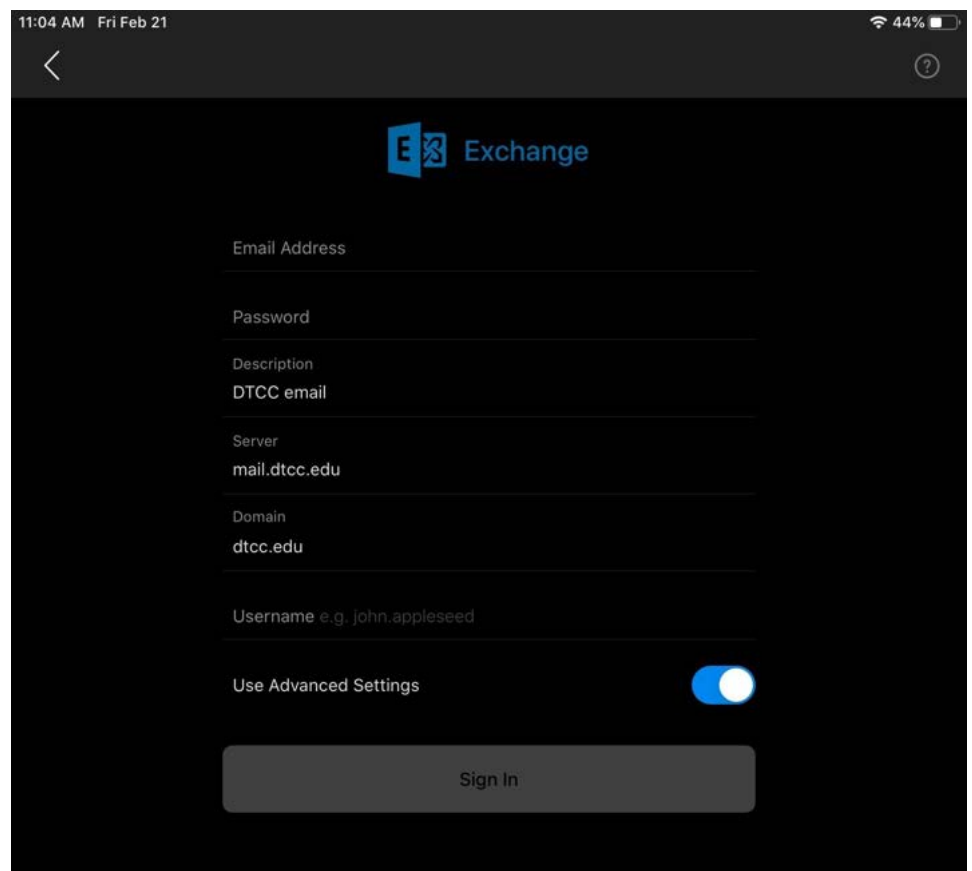 11:04 AM Fri Feb 21 44%
?
E Exchange
Email Address
Password
Description
DTCC email
Server
mail.dtcc.edu
Domain
dtcc.edu
Username e.g. john.appleseed
Use Advanced Settings
Sign In